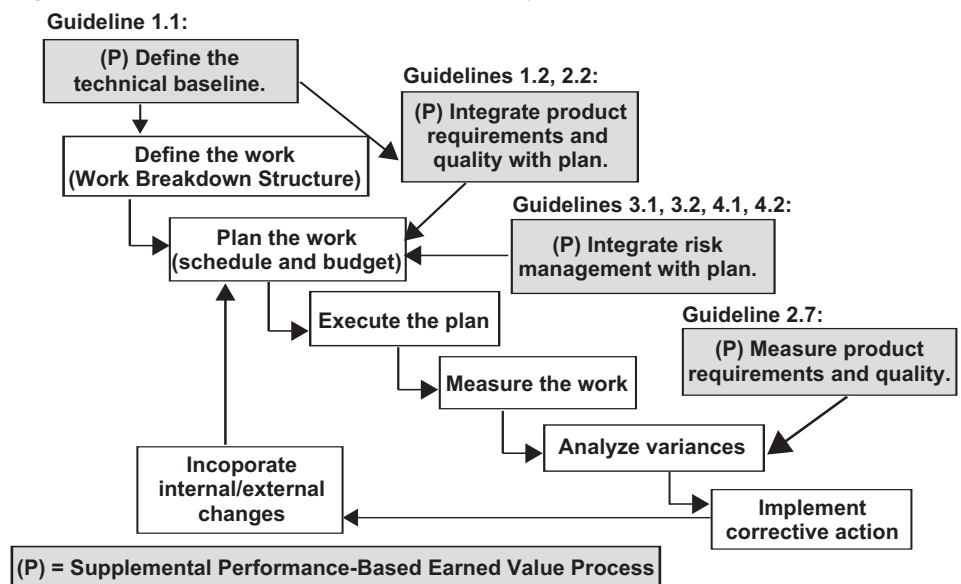 Guideline 1.1:
(P) Define the
technical baseline.
Guidelines 1.2, 2.2:
(P) Integrate product
requirements and
quality with plan.
Define the work
(Work Breakdown Structure)
Guidelines 3.1, 3.2, 4.1, 4.2:
(P) Integrate risk
management with plan.
Plan the work
(schedule and budget)
Execute the plan
Guideline 2.7:
(P) Measure product
requirements and quality.
Measure the work
Analyze variances
Incoporate
internal/external
changes
Implement
corrective action
(P) = Supplemental Performance-Based Earned Value Process